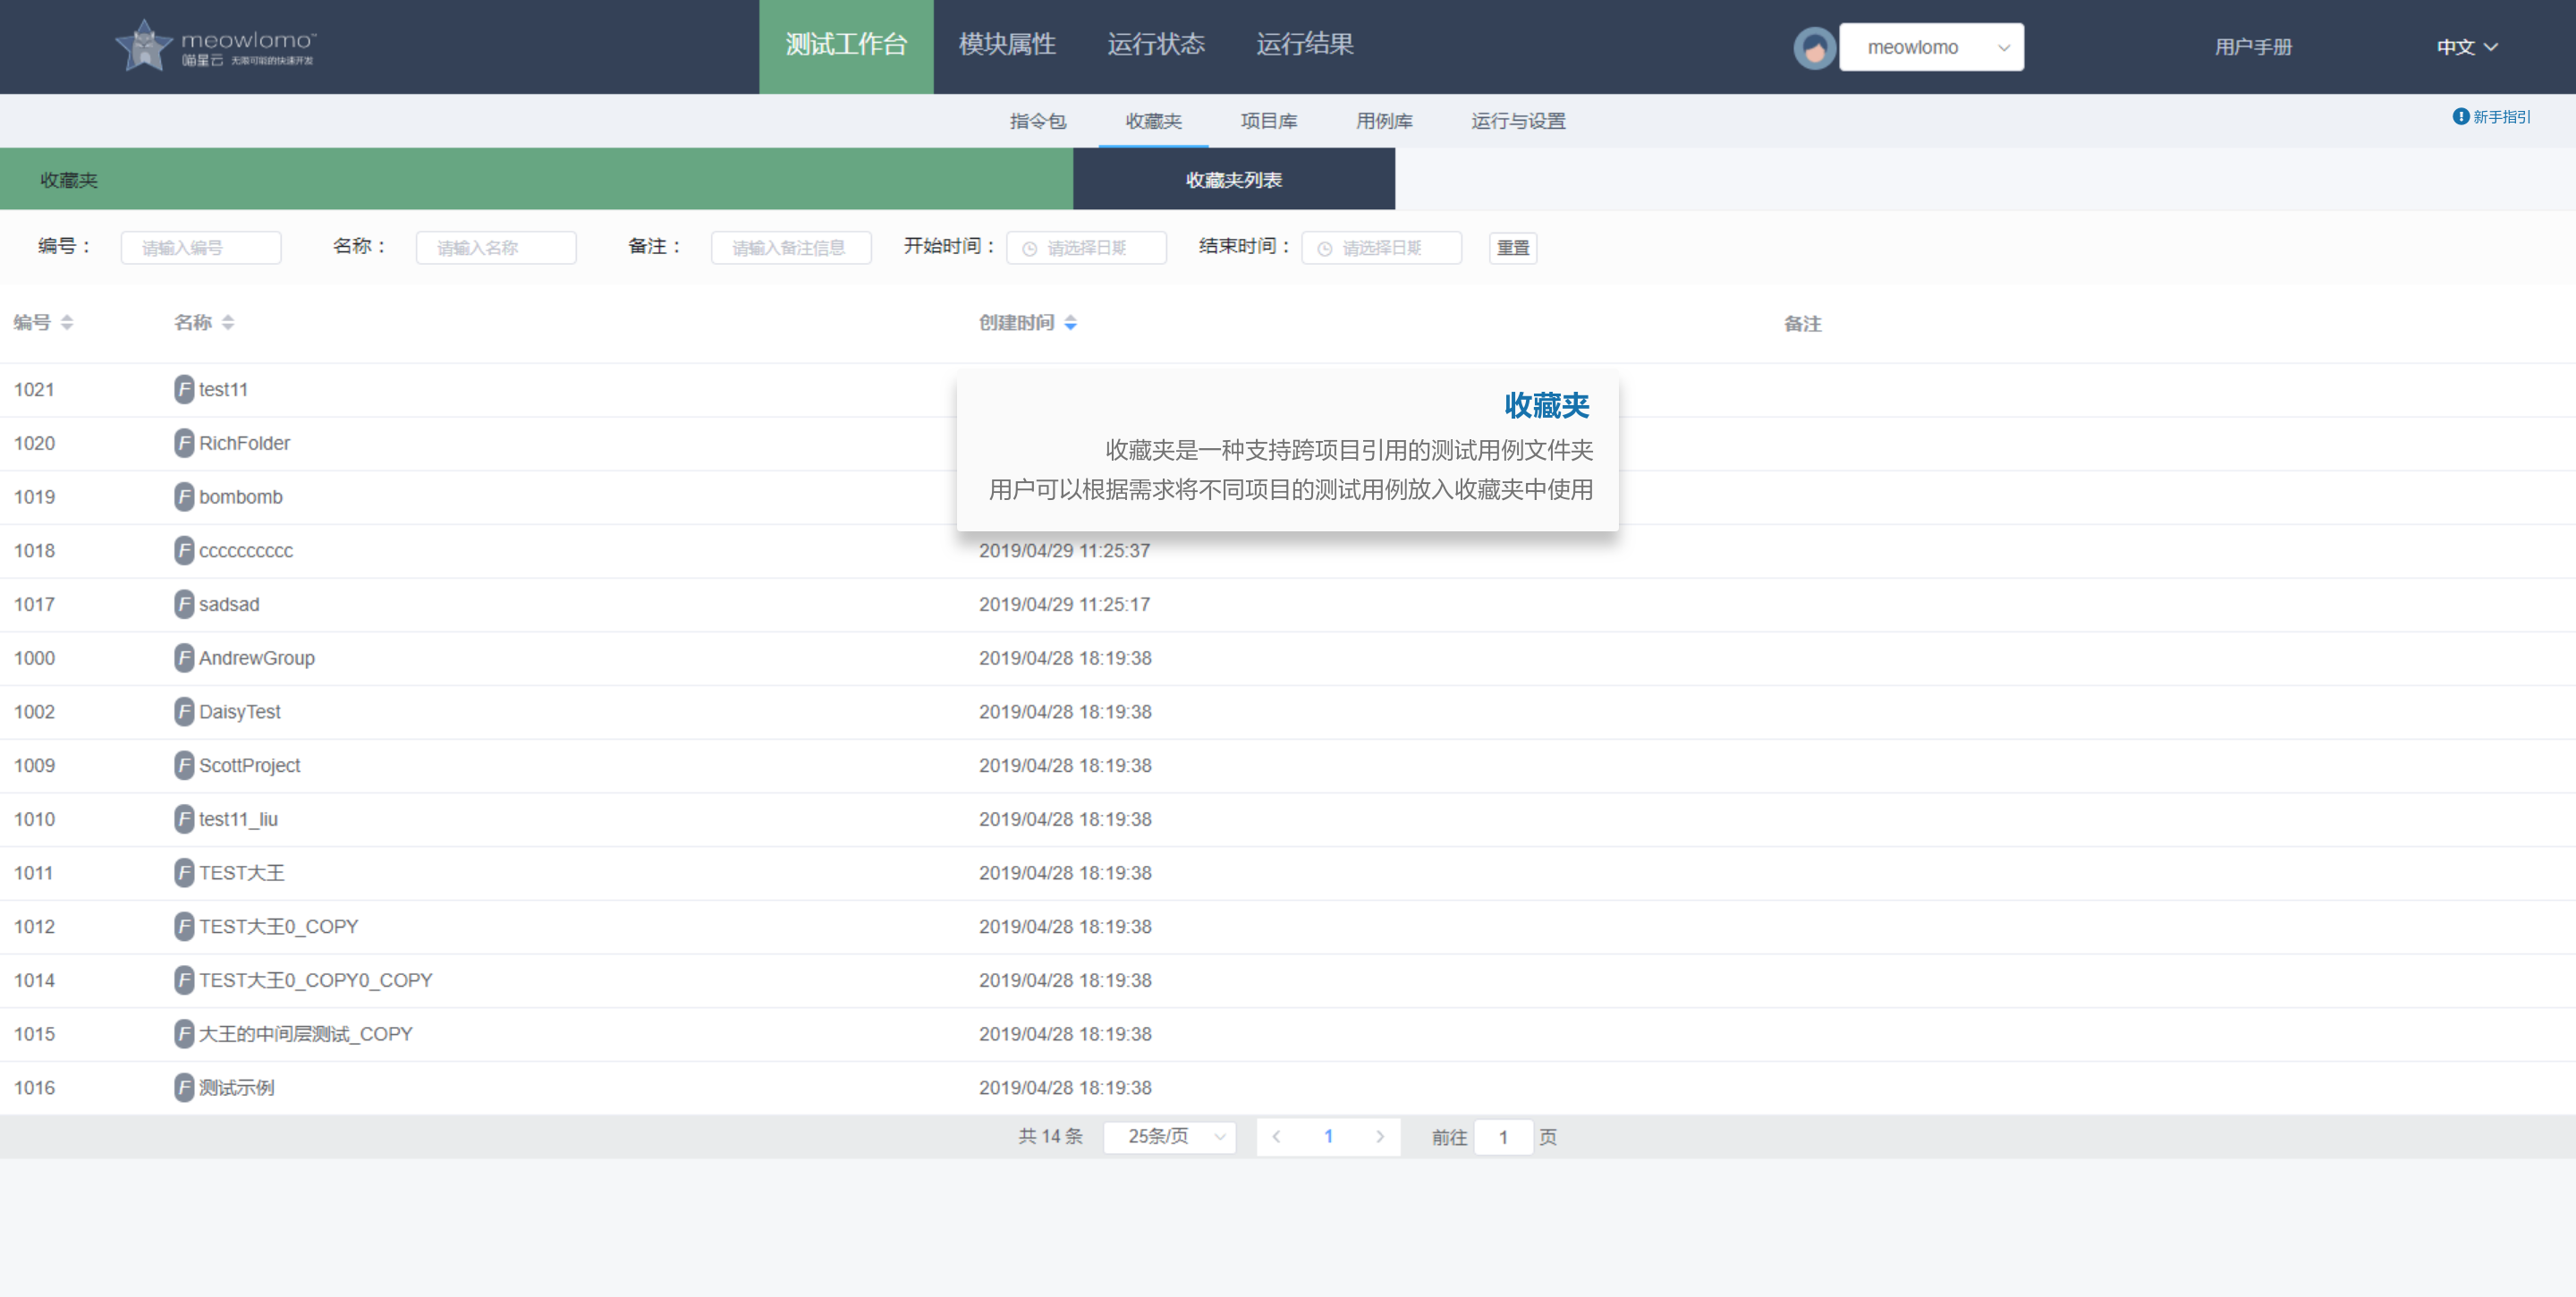 meowlomo™
喵星云 无限可能的快速开发
测试工作台 模块属性 运行状态 运行结果
meowlomo
用户手册
中文
指令包 收藏夹 项目库 用例库 运行与设置
新手指引
收藏夹
收藏夹列表
编号： 请输入编号 名称： 请输入名称 备注： 请输入备注信息 开始时间： 请选择日期 结束时间： 请选择日期 重置
编号 名称 创建时间 备注
1021 F test11
收藏夹
1020 F RichFolder
收藏夹是一种支持跨项目引用的测试用例文件夹
1019 F bombomb
用户可以根据需求将不同项目的测试用例放入收藏夹中使用
1018 F cccccccccc 2019/04/29 11:25:37
1017 F sadsad 2019/04/29 11:25:17
1000 F AndrewGroup 2019/04/28 18:19:38
1002 F DaisyTest 2019/04/28 18:19:38
1009 F ScottProject 2019/04/28 18:19:38
1010 F test11_liu 2019/04/28 18:19:38
1011 F TEST大王 2019/04/28 18:19:38
1012 F TEST大王0_COPY 2019/04/28 18:19:38
1014 F TEST大王0_COPY0_COPY 2019/04/28 18:19:38
1015 F 大王的中间层测试_COPY 2019/04/28 18:19:38
1016 F 测试示例 2019/04/28 18:19:38
共 14 条 25条/页 1 前往 1 页